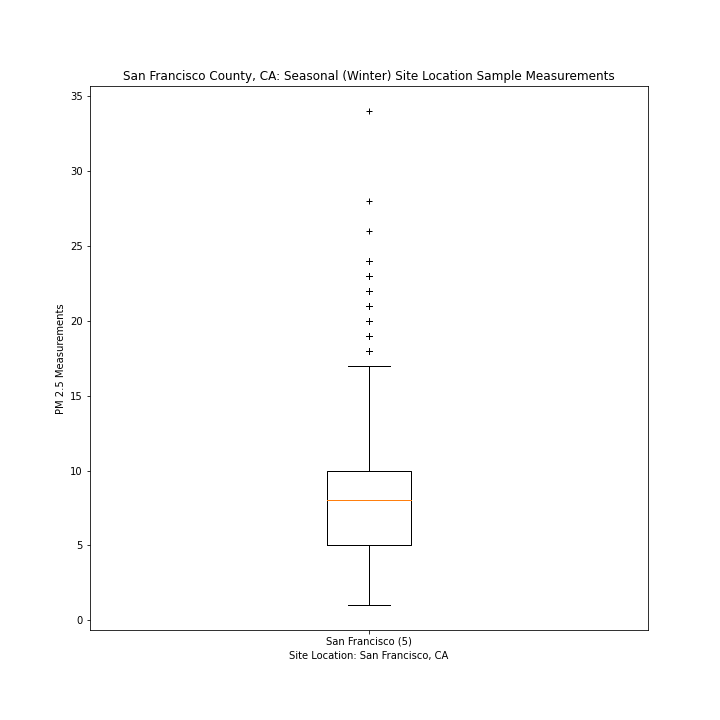 San Francisco County, CA: Seasonal (Winter) Site Location Sample Measurements
35
30
25
20
15
10
5
0
PM 2.5 Measurements
San Francisco (5)
Site Location: San Francisco, CA